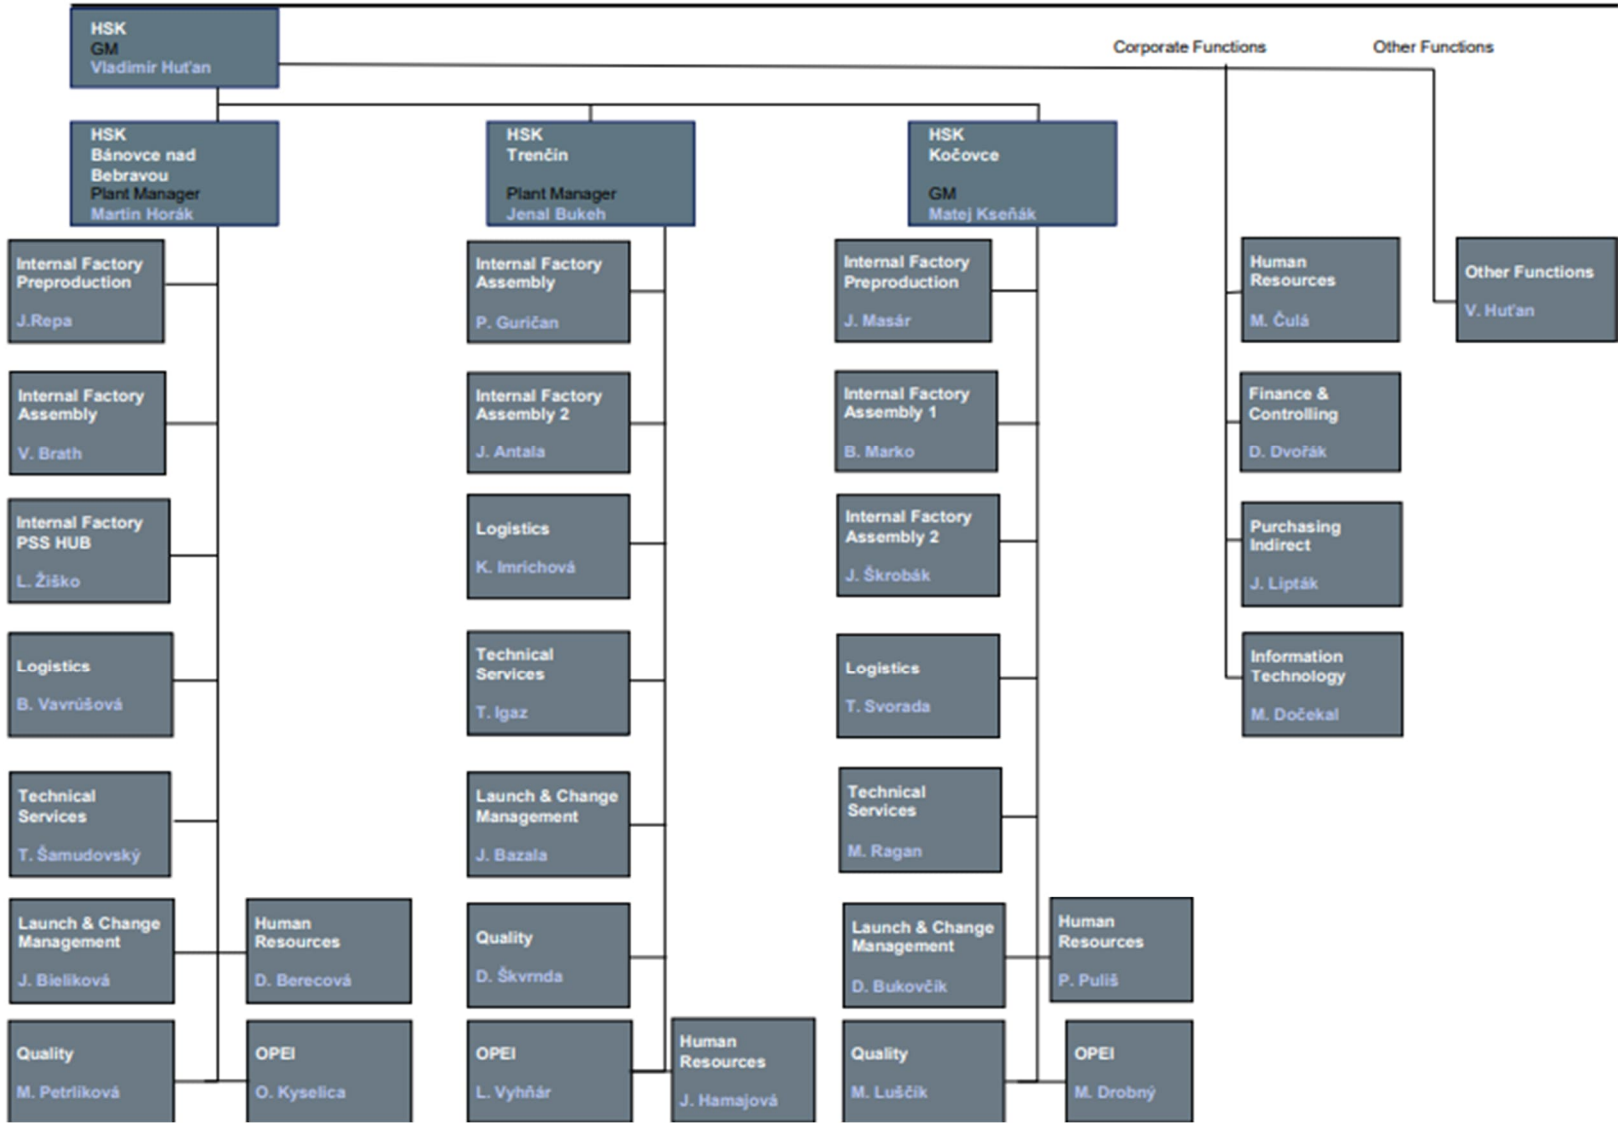 HSK
GM
Vladimír Huťan
Corporate Functions
Other Functions
HSK
Bánovce nad
Bebravou
Plant Manager
Martin Horák
HSK
Trenčín
Plant Manager
Jenal Bukeh
HSK
Kočovce
GM
Matej Kseňák
Internal Factory
Preproduction
J.Repa
Internal Factory
Assembly
V. Brath
Internal Factory
PSS HUB
L. Žiško
Logistics
B. Vavrúšová
Technical
Services
T. Šamudovský
Launch & Change
Management
J. Bieliková
Human
Resources
D. Berecová
Quality
M. Petrlíková
OPEI
O. Kyselica
Internal Factory
Assembly
P. Guričan
Internal Factory
Assembly 2
J. Antala
Logistics
K. Imrichová
Technical
Services
T. Igaz
Launch & Change
Management
J. Bazala
Quality
D. Škvrnda
OPEI
L. Vyhňár
Human
Resources
J. Hamajová
Internal Factory
Preproduction
J. Masár
Internal Factory
Assembly 1
B. Marko
Internal Factory
Assembly 2
J. Škrobák
Logistics
T. Svorada
Technical
Services
M. Ragan
Launch & Change
Management
D. Bukovčík
Human
Resources
P. Puliš
Quality
M. Luščík
OPEI
M. Drobný
Human
Resources
M. Čulá
Finance &
Controlling
D. Dvořák
Purchasing
Indirect
J. Lipták
Information
Technology
M. Dočekal
Other Functions
V. Huťan